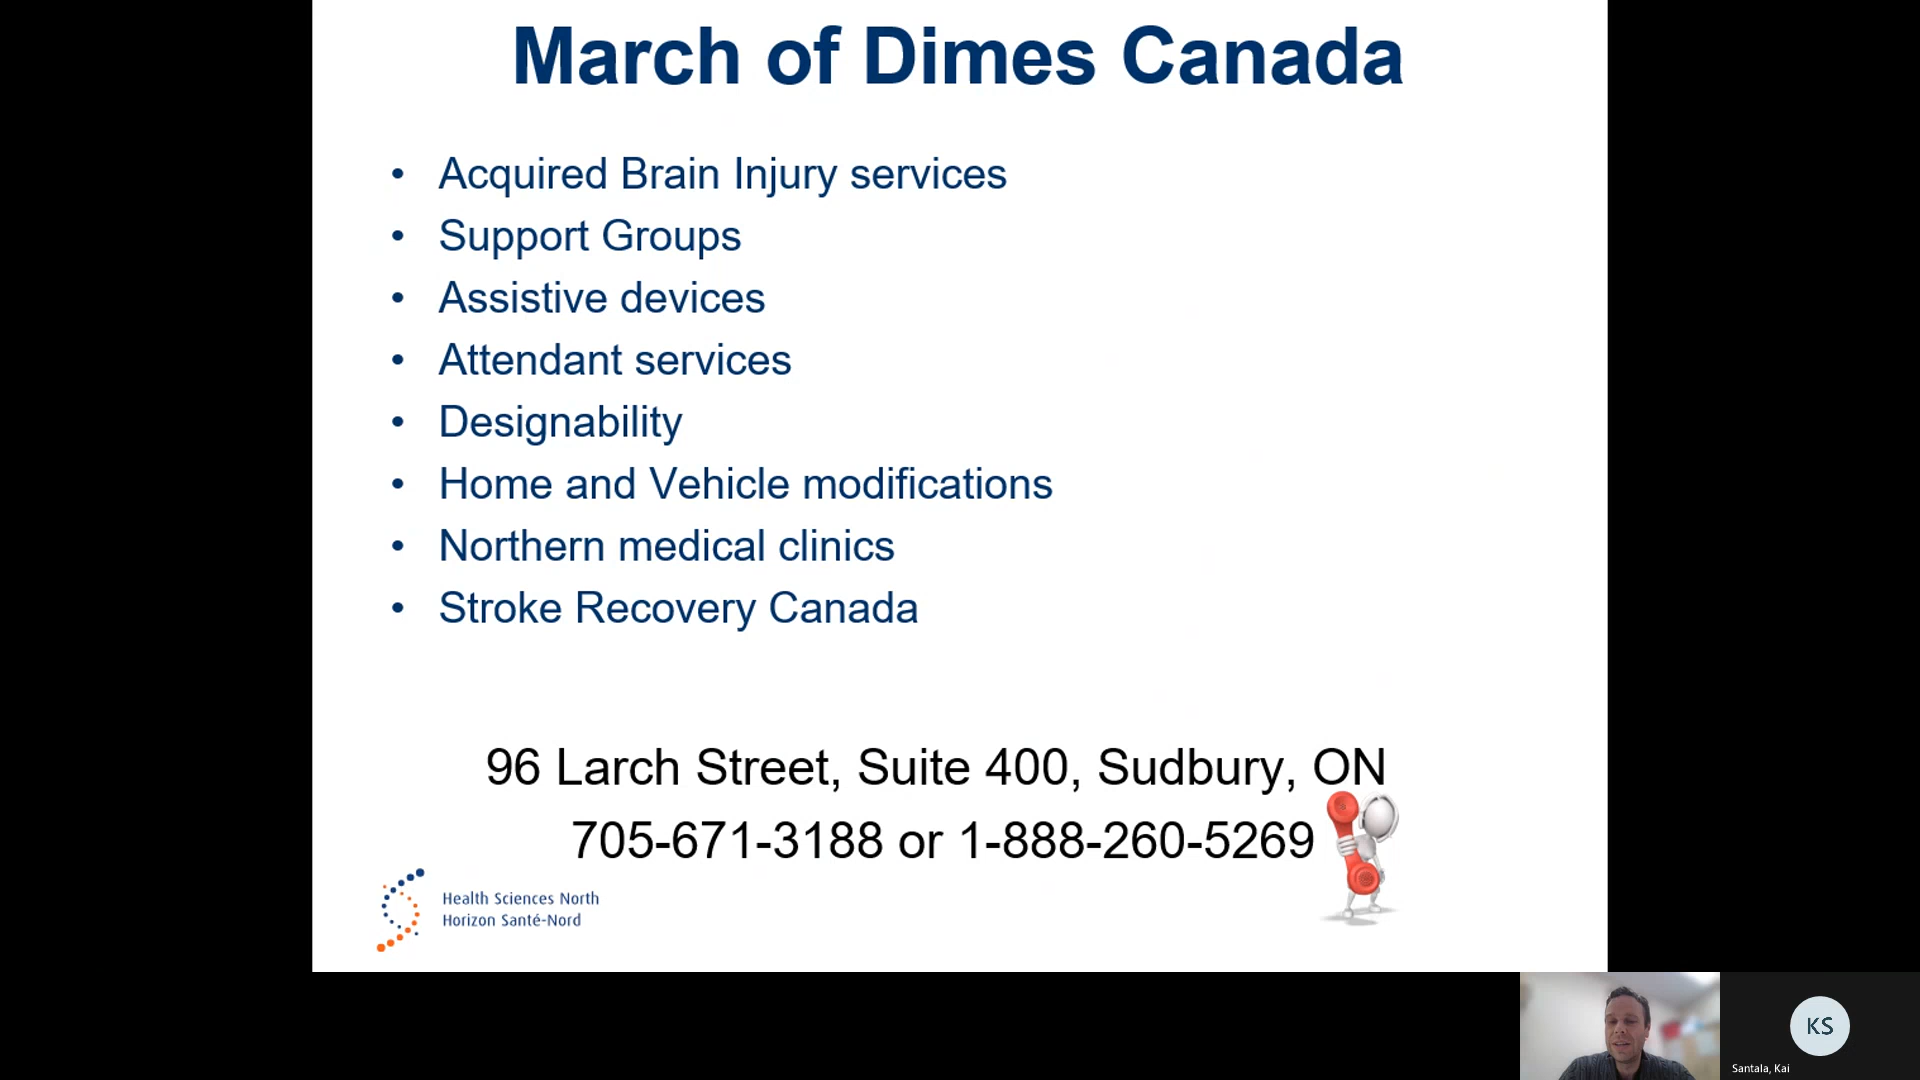 March of Dimes Canada
• Acquired Brain Injury services
• Support Groups
• Assistive devices
• Attendant services
• Designability
• Home and Vehicle modifications
• Northern medical clinics
• Stroke Recovery Canada
96 Larch Street, Suite 400, Sudbury, ON
705-671-3188 or 1-888-260-5269
Health Sciences North
Horizon Santé-Nord
KS
Santala, Kai